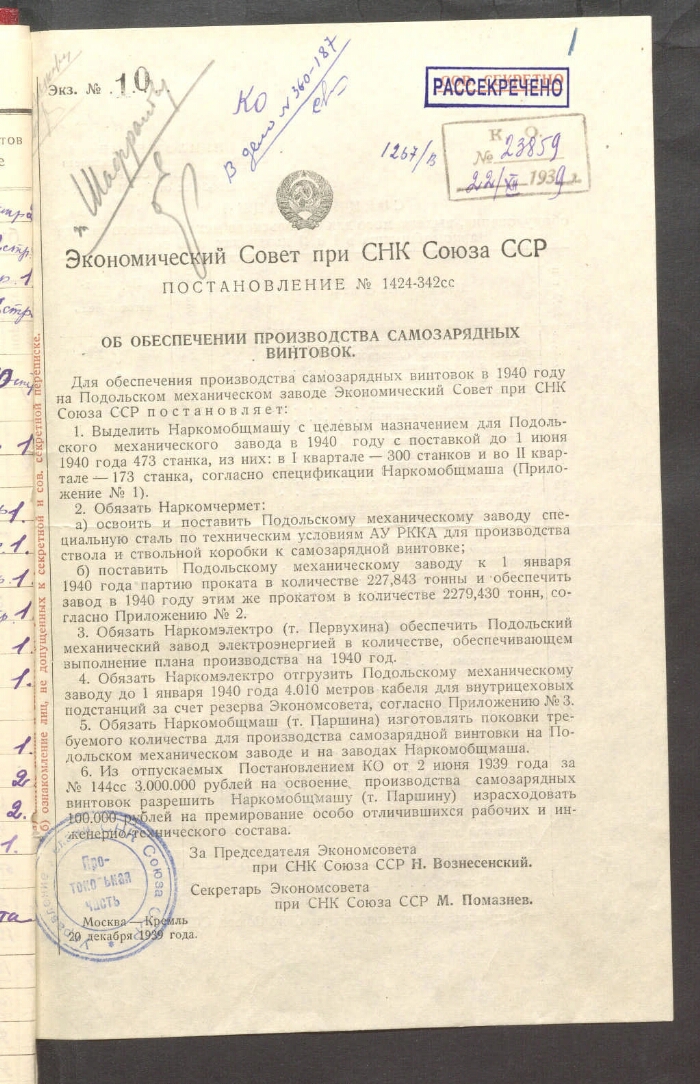 1
Экз. № 10
КО
В дело № 360-187
РАССЕКРЕЧЕНО
1267/В
К. О.
№ 23859
22/XII 1939 г.
Экономический Совет при СНК Союза ССР
ПОСТАНОВЛЕНИЕ № 1424-342сс
ОБ ОБЕСПЕЧЕНИИ ПРОИЗВОДСТВА САМОЗАРЯДНЫХ
ВИНТОВОК.
Для обеспечения производства самозарядных винтовок в 1940 году
на Подольском механическом заводе Экономический Совет при СНК
Союза ССР постановляет:
1. Выделить Наркомобщмашу с целевым назначением для Подоль-
ского механического завода в 1940 году с поставкой до 1 июня
1940 года 473 станка, из них: в I квартале — 300 станков и во II квар-
тале — 173 станка, согласно спецификации Наркомобщмаша (Прило-
жение № 1).
2. Обязать Наркомчермет:
а) освоить и поставить Подольскому механическому заводу спе-
циальную сталь по техническим условиям АУ РККА для производства
ствола и ствольной коробки к самозарядной винтовке;
б) поставить Подольскому механическому заводу к 1 января
1940 года партию проката в количестве 227,843 тонны и обеспечить
завод в 1940 году этим же прокатом в количестве 2279,430 тонн, со-
гласно Приложению № 2.
3. Обязать Наркомэлектро (т. Первухина) обеспечить Подольский
механический завод электроэнергией в количестве, обеспечивающем
выполнение плана производства на 1940 год.
4. Обязать Наркомэлектро отгрузить Подольскому механическому
заводу до 1 января 1940 года 4.010 метров кабеля для внутрицеховых
подстанций за счет резерва Экономсовета, согласно Приложению № 3.
5. Обязать Наркомобщмаш (т. Паршина) изготовлять поковки тре-
буемого количества для производства самозарядной винтовки на По-
дольском механическом заводе и на заводах Наркомобщмаша.
6. Из отпускаемых Постановлением КО от 2 июня 1939 года за
№ 144сс 3.000.000 рублей на освоение производства самозарядных
винтовок разрешить Наркомобщмашу (т. Паршину) израсходовать
100.000 рублей на премирование особо отличившихся рабочих и ин-
женерно-технического состава.
За Председателя Экономсовета
при СНК Союза ССР Н. Вознесенский.
Секретарь Экономсовета
при СНК Союза ССР М. Помазнев.
Про-
токольная
часть
Москва — Кремль
20 декабря 1939 года.
б) ознакомление лиц, не допущенных к секретной и сов. секретной переписке.